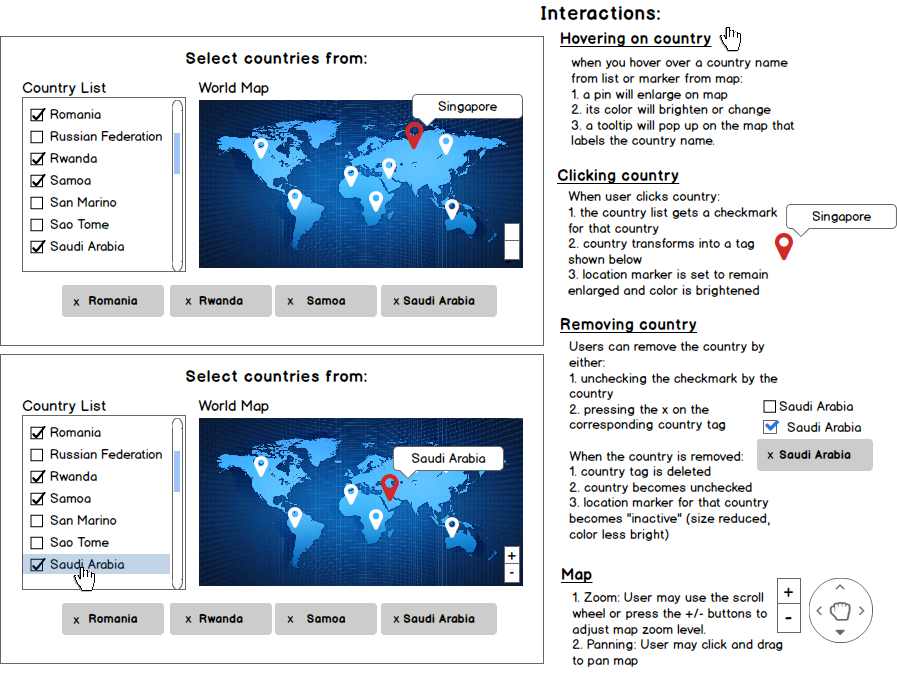 Interactions:
Select countries from:
Country List
World Map
Romania
Russian Federation
Rwanda
Samoa
San Marino
Sao Tome
Saudi Arabia
Singapore
x Romania
x Rwanda
x Samoa
x Saudi Arabia
Select countries from:
Country List
World Map
Romania
Russian Federation
Rwanda
Samoa
San Marino
Sao Tome
Saudi Arabia
Saudi Arabia
+
-
x Romania
x Rwanda
x Samoa
x Saudi Arabia
Hovering on country
when you hover over a country name
from list or marker from map:
1. a pin will enlarge on map
2. its color will brighten or change
3. a tooltip will pop up on the map that
labels the country name.
Clicking country
When user clicks country:
1. the country list gets a checkmark
for that country
2. country transforms into a tag
shown below
3. location marker is set to remain
enlarged and color is brightened
Singapore
Removing country
Users can remove the country by
either:
1. unchecking the checkmark by the
country
2. pressing the x on the
corresponding country tag
Saudi Arabia
Saudi Arabia
x Saudi Arabia
When the country is removed:
1. country tag is deleted
2. country becomes unchecked
3. location marker for that country
becomes "inactive" (size reduced,
color less bright)
Map
1. Zoom: User may use the scroll
wheel or press the +/- buttons to
adjust map zoom level.
2. Panning: User may click and drag
to pan map
+
-